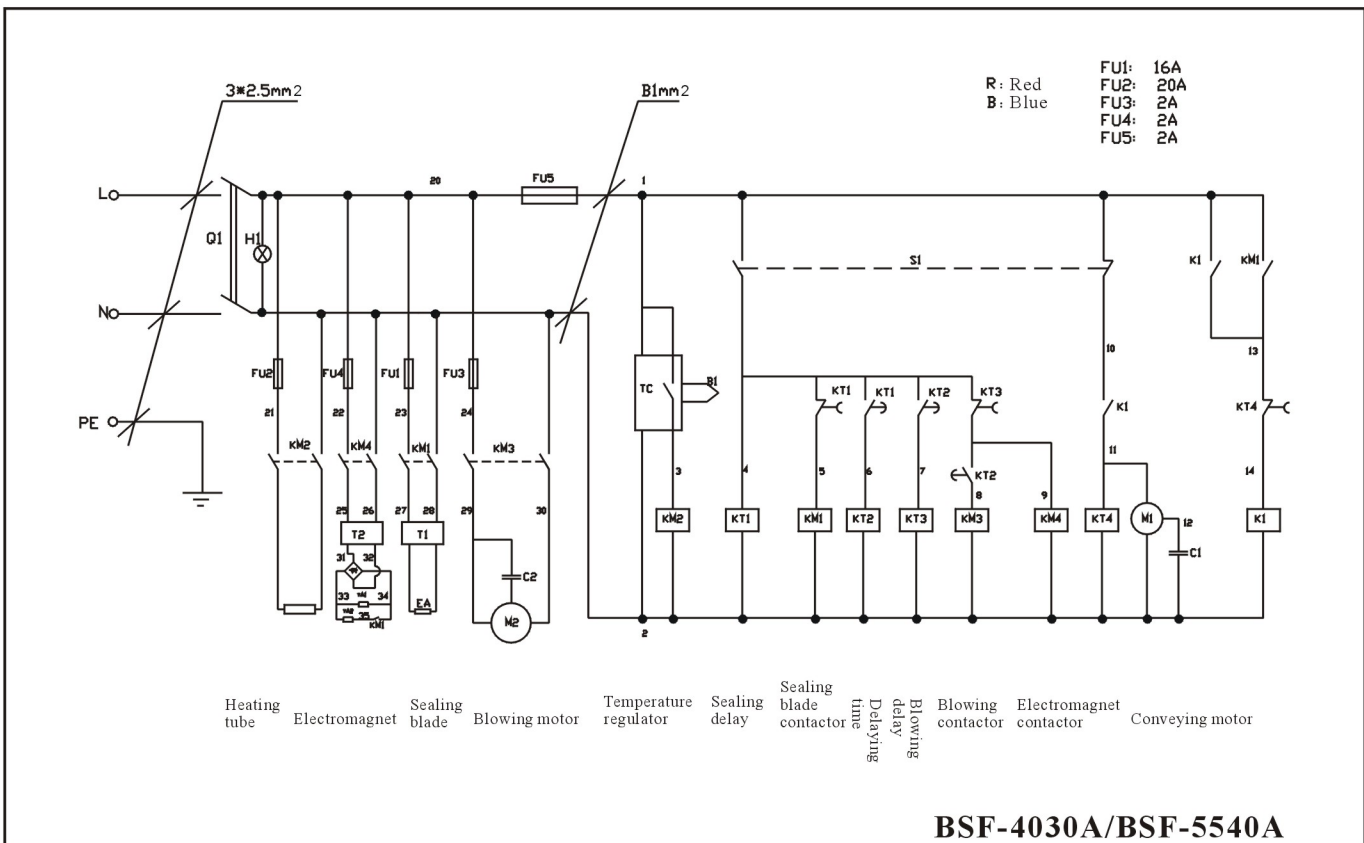 3*2.5mm2
B1mm2
R: Red
B: Blue
FU1: 16A
FU2: 20A
FU3: 2A
FU4: 2A
FU5: 2A
L
20
FU5
1
Q1
H1
S1
K1
KM1
N
10
13
FU2
FU4
FU1
FU3
TC
B1
KT1
KT1
KT2
KT3
K1
KT4
21
22
23
24
PE
KM2
KM4
KM1
KM3
3
4
5
6
7
KT2
8
9
11
14
25
26
27
28
29
30
T2
T1
KM2
KT1
KM1
KT2
KT3
KM3
KM4
KT4
M1
12
C1
K1
31
32
33
34
35
KM1
EA
C2
M2
2
Heating tube
Electromagnet
Sealing blade
Blowing motor
Temperature regulator
Sealing delay
Sealing blade contactor
Delaying time
Blowing delay
Blowing contactor
Electromagnet contactor
Conveying motor
BSF-4030A/BSF-5540A